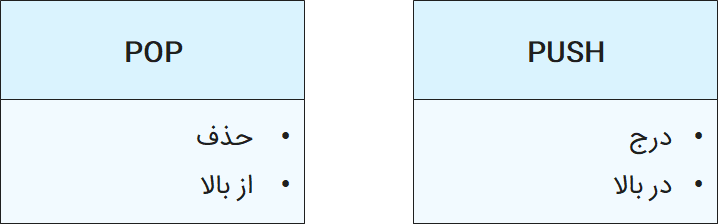 PUSH
• درج
• در بالا
POP
• حذف
• از بالا